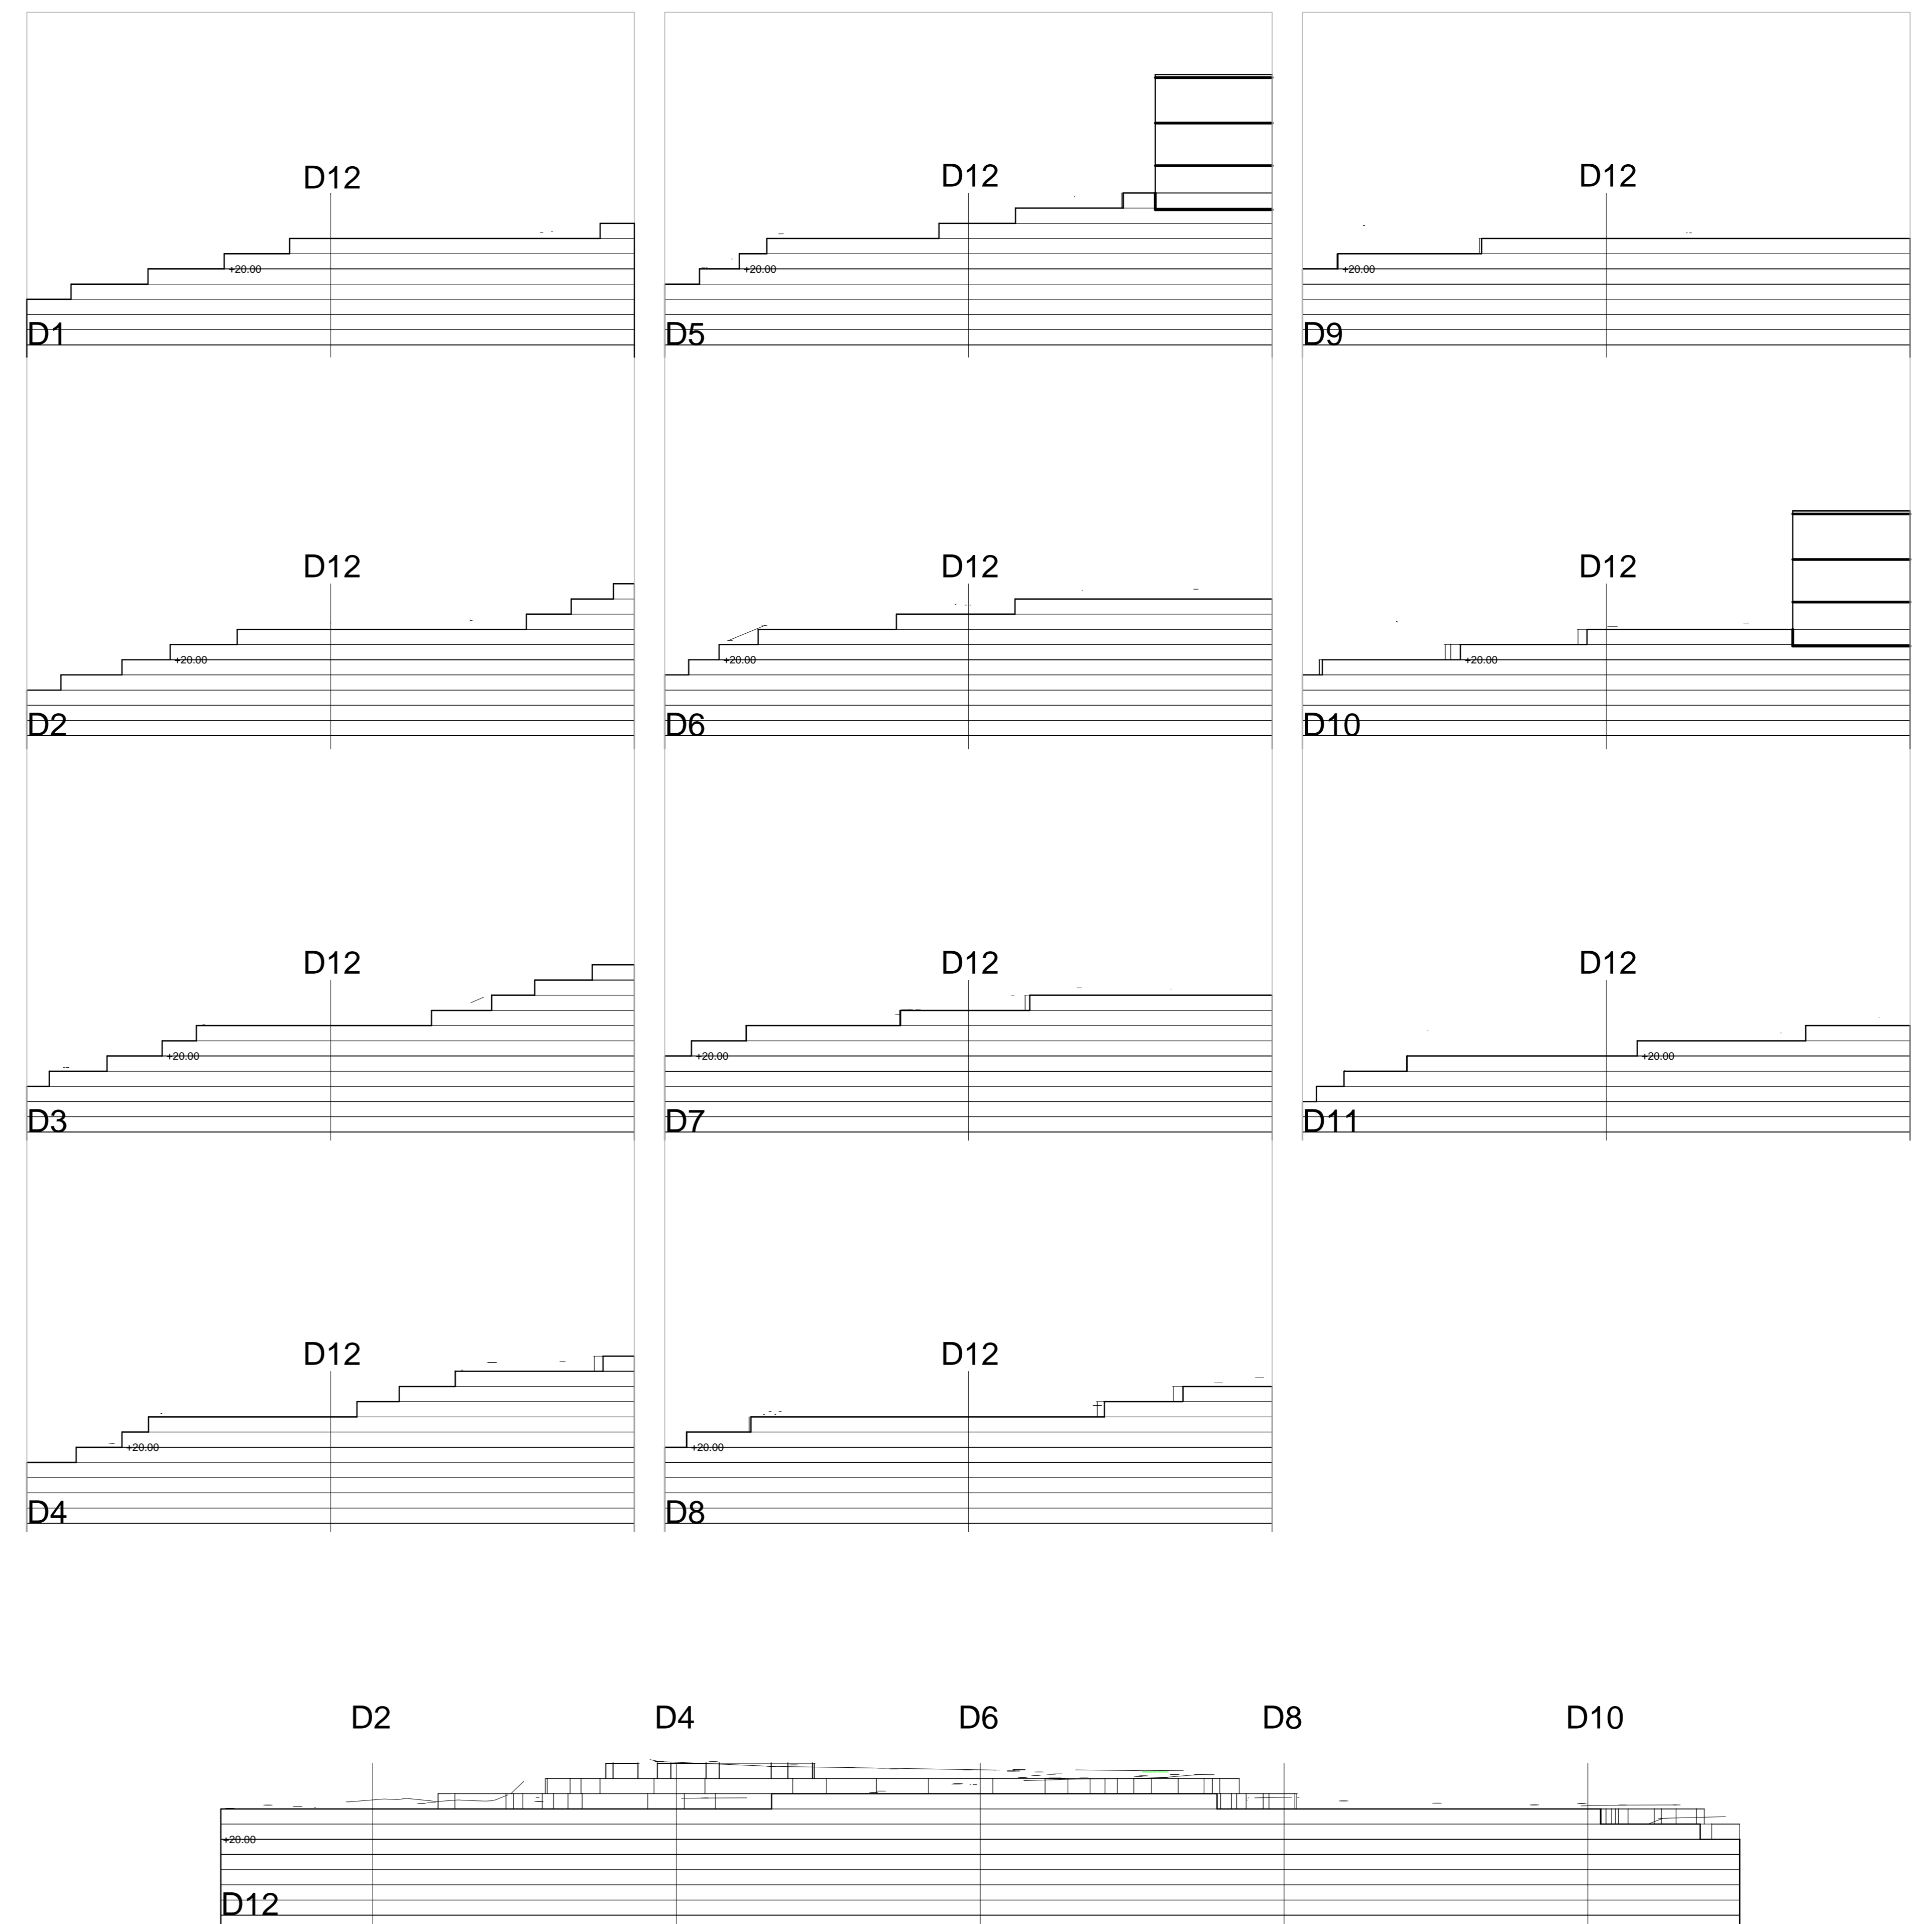 D12 D12 D12
+20.00 +20.00 +20.00
D1 D5 D9
D12 D12 D12
+20.00 +20.00 +20.00
D2 D6 D10
D12 D12 D12
+20.00 +20.00 +20.00
D3 D7 D11
D12 D12
+20.00 +20.00
D4 D8
D2 D4 D6 D8 D10
+20.00
D12